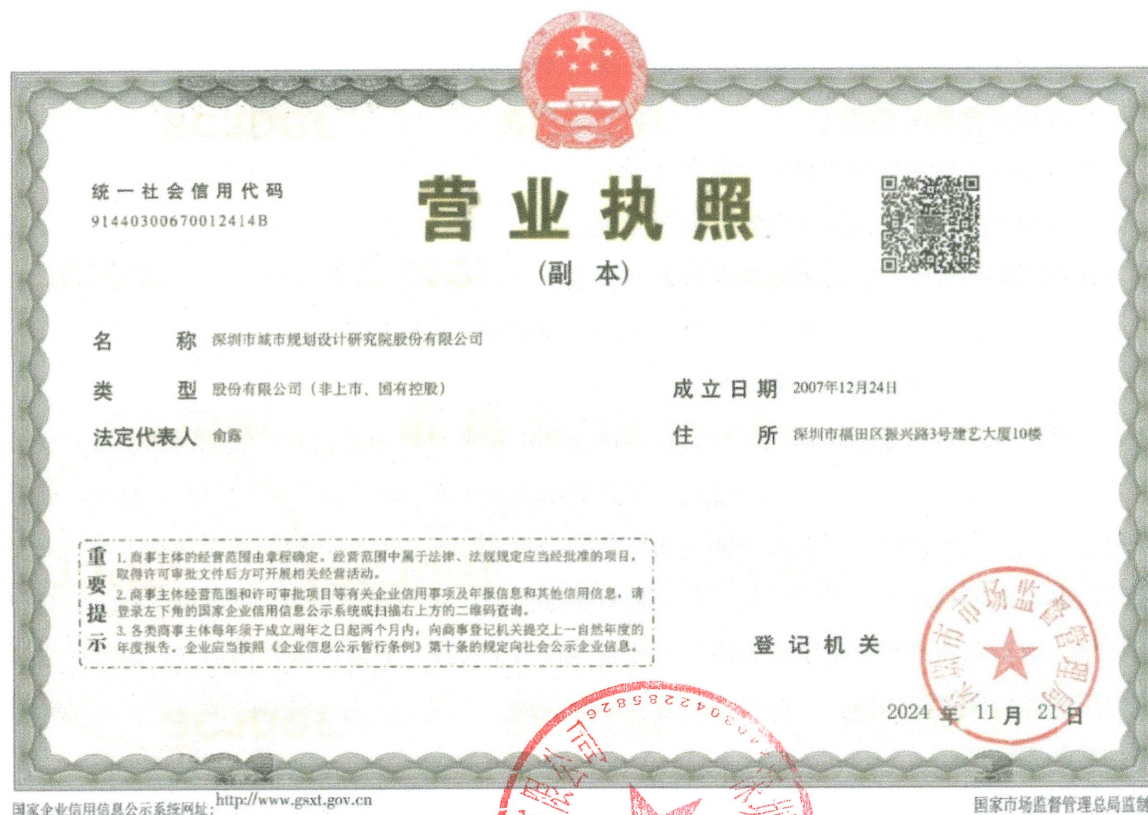 统一社会信用代码
91440300670012414B
营业执照
(副 本)
名 称 深圳市城市规划设计研究院股份有限公司
类 型 股份有限公司（非上市、国有控股）
成立日期 2007年12月24日
法定代表人 俞露
住 所 深圳市福田区振兴路3号建艺大厦10楼
重要提示
1. 商事主体的经营范围由章程确定。经营范围中属于法律、法规规定应当经批准的项目，
取得许可审批文件后方可开展相关经营活动。
2. 商事主体经营范围和许可审批项目等有关企业信用事项及年报信息和其他信用信息，请
登录左下角的国家企业信用信息公示系统或扫描右上方的二维码查询。
3. 各类商事主体每年须于成立周年之日起两个月内，向商事登记机关提交上一自然年度的
年度报告。企业应当按照《企业信息公示暂行条例》第十条的规定向社会公示企业信息。
登记机关
深圳市市场监督管理局
2024 年 11 月 21 日
国家企业信用信息公示系统网址：http://www.gsxt.gov.cn
国家市场监督管理总局监制